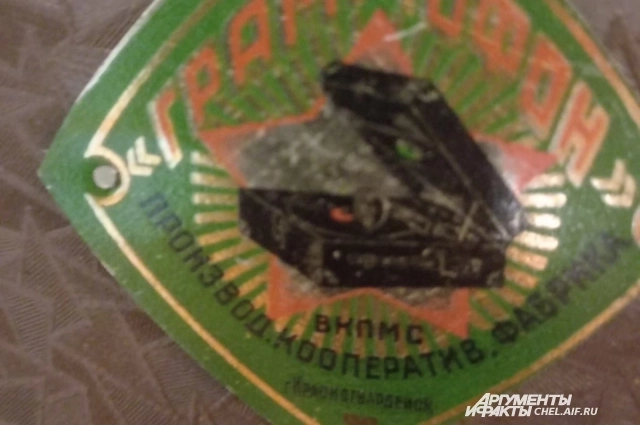 «ГРАММОФОН»
ПРОИЗВОД. КООПЕРАТИВ. ФАБРИКА
ВКПМС
г. КРАСНОГВАРДЕЙСК
АРГУМЕНТЫ
И ФАКТЫ CHEL.AIF.RU